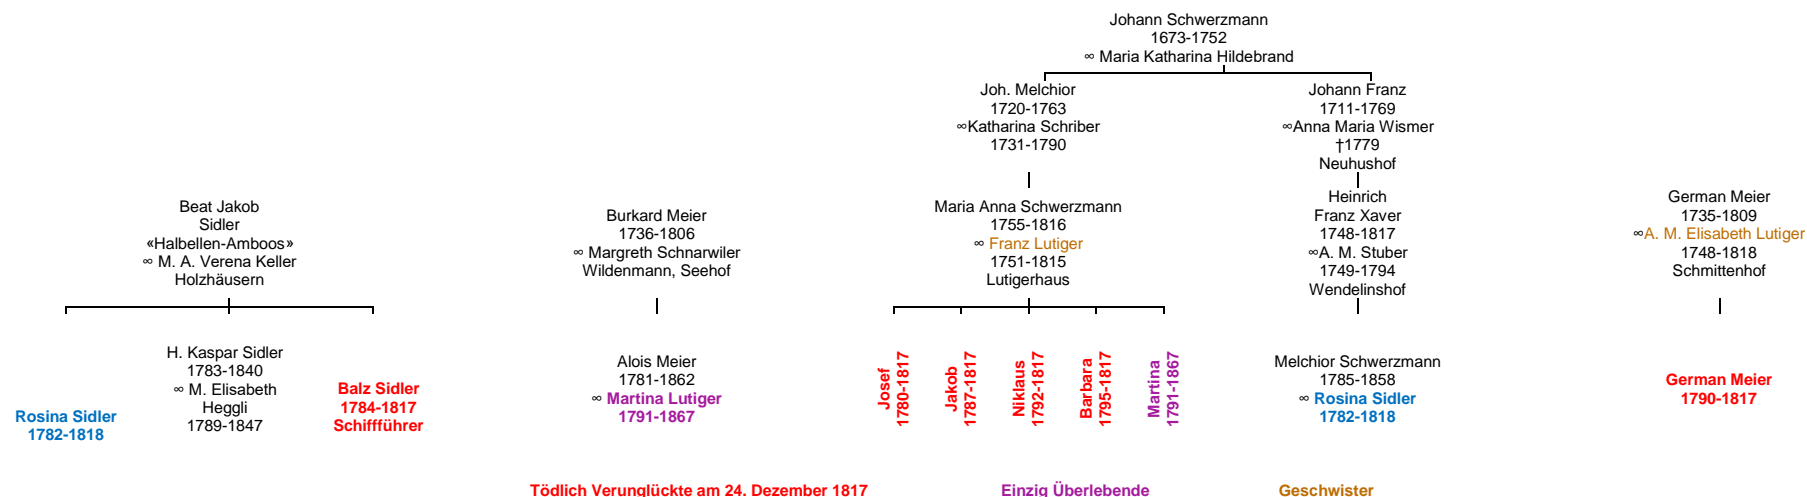 Johann Schwerzmann
1673-1752
∞ Maria Katharina Hildebrand
Joh. Melchior
1720-1763
∞Katharina Schriber
1731-1790
Johann Franz
1711-1769
∞Anna Maria Wismer
†1779
Neuhushof
Beat Jakob
Sidler
«Halbellen-Amboos»
∞ M. A. Verena Keller
Holzhäusern
Burkard Meier
1736-1806
∞ Margreth Schnarwiler
Wildenmann, Seehof
Maria Anna Schwerzmann
1755-1816
∞ Franz Lutiger
1751-1815
Lutigerhaus
Heinrich
Franz Xaver
1748-1817
∞A. M. Stuber
1749-1794
Wendelinshof
German Meier
1735-1809
∞A. M. Elisabeth Lutiger
1748-1818
Schmittenhof
Rosina Sidler
1782-1818
H. Kaspar Sidler
1783-1840
∞ M. Elisabeth
Heggli
1789-1847
Balz Sidler
1784-1817
Schiffführer
Alois Meier
1781-1862
∞ Martina Lutiger
1791-1867
Josef
1780-1817
Jakob
1787-1817
Niklaus
1792-1817
Barbara
1795-1817
Martina
1791-1867
Melchior Schwerzmann
1785-1858
∞ Rosina Sidler
1782-1818
German Meier
1790-1817
Tödlich Verunglückte am 24. Dezember 1817
Einzig Überlebende
Geschwister